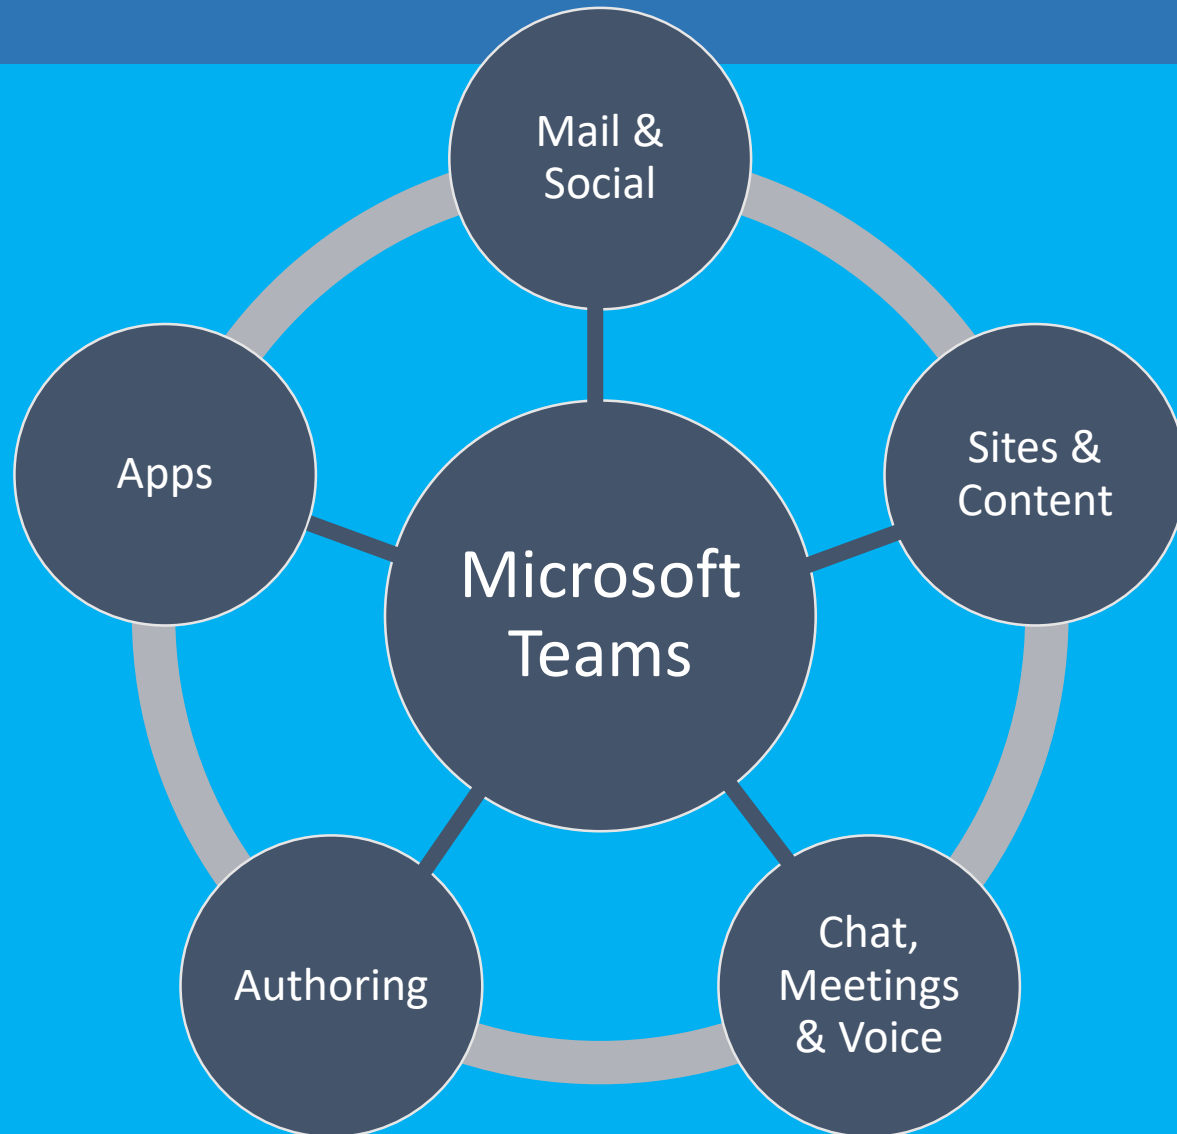 Mail &
Social
Apps
Sites &
Content
Microsoft
Teams
Authoring
Chat,
Meetings
& Voice